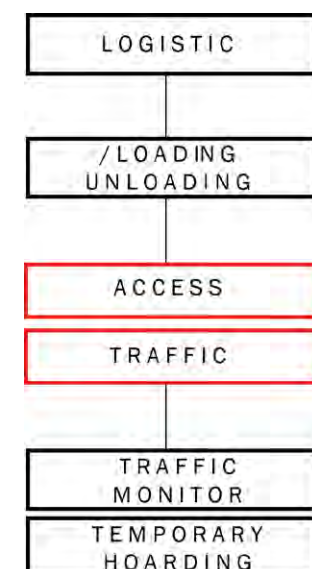 LOGISTIC
/LOADING
UNLOADING
ACCESS
TRAFFIC
TRAFFIC
MONITOR
TEMPORARY
HOARDING